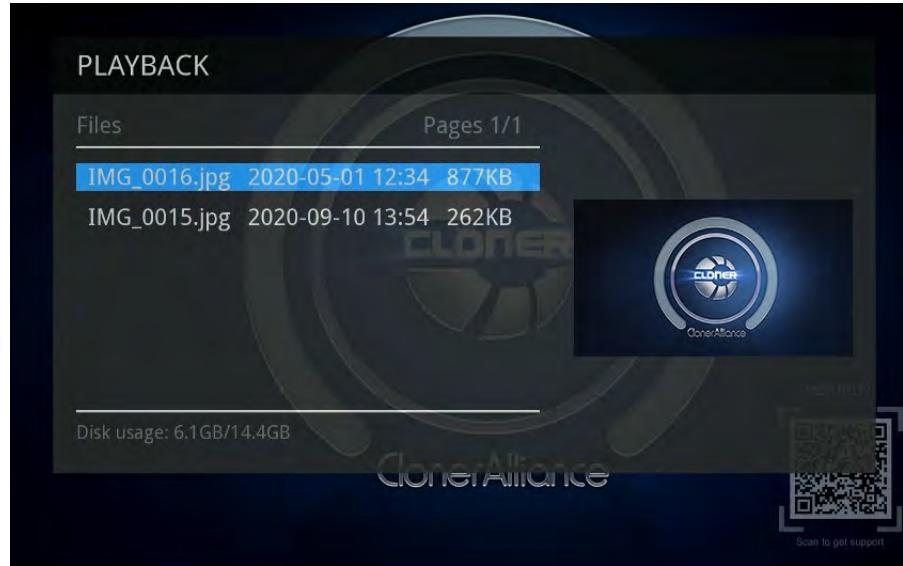 PLAYBACK
Files Pages 1/1
IMG_0016.jpg 2020-05-01 12:34 877KB
IMG_0015.jpg 2020-09-10 13:54 262KB
CLONER
CLONER
ClonerAlliance
Disk usage: 6.1GB/14.4GB
ClonerAlliance
Scan to get support